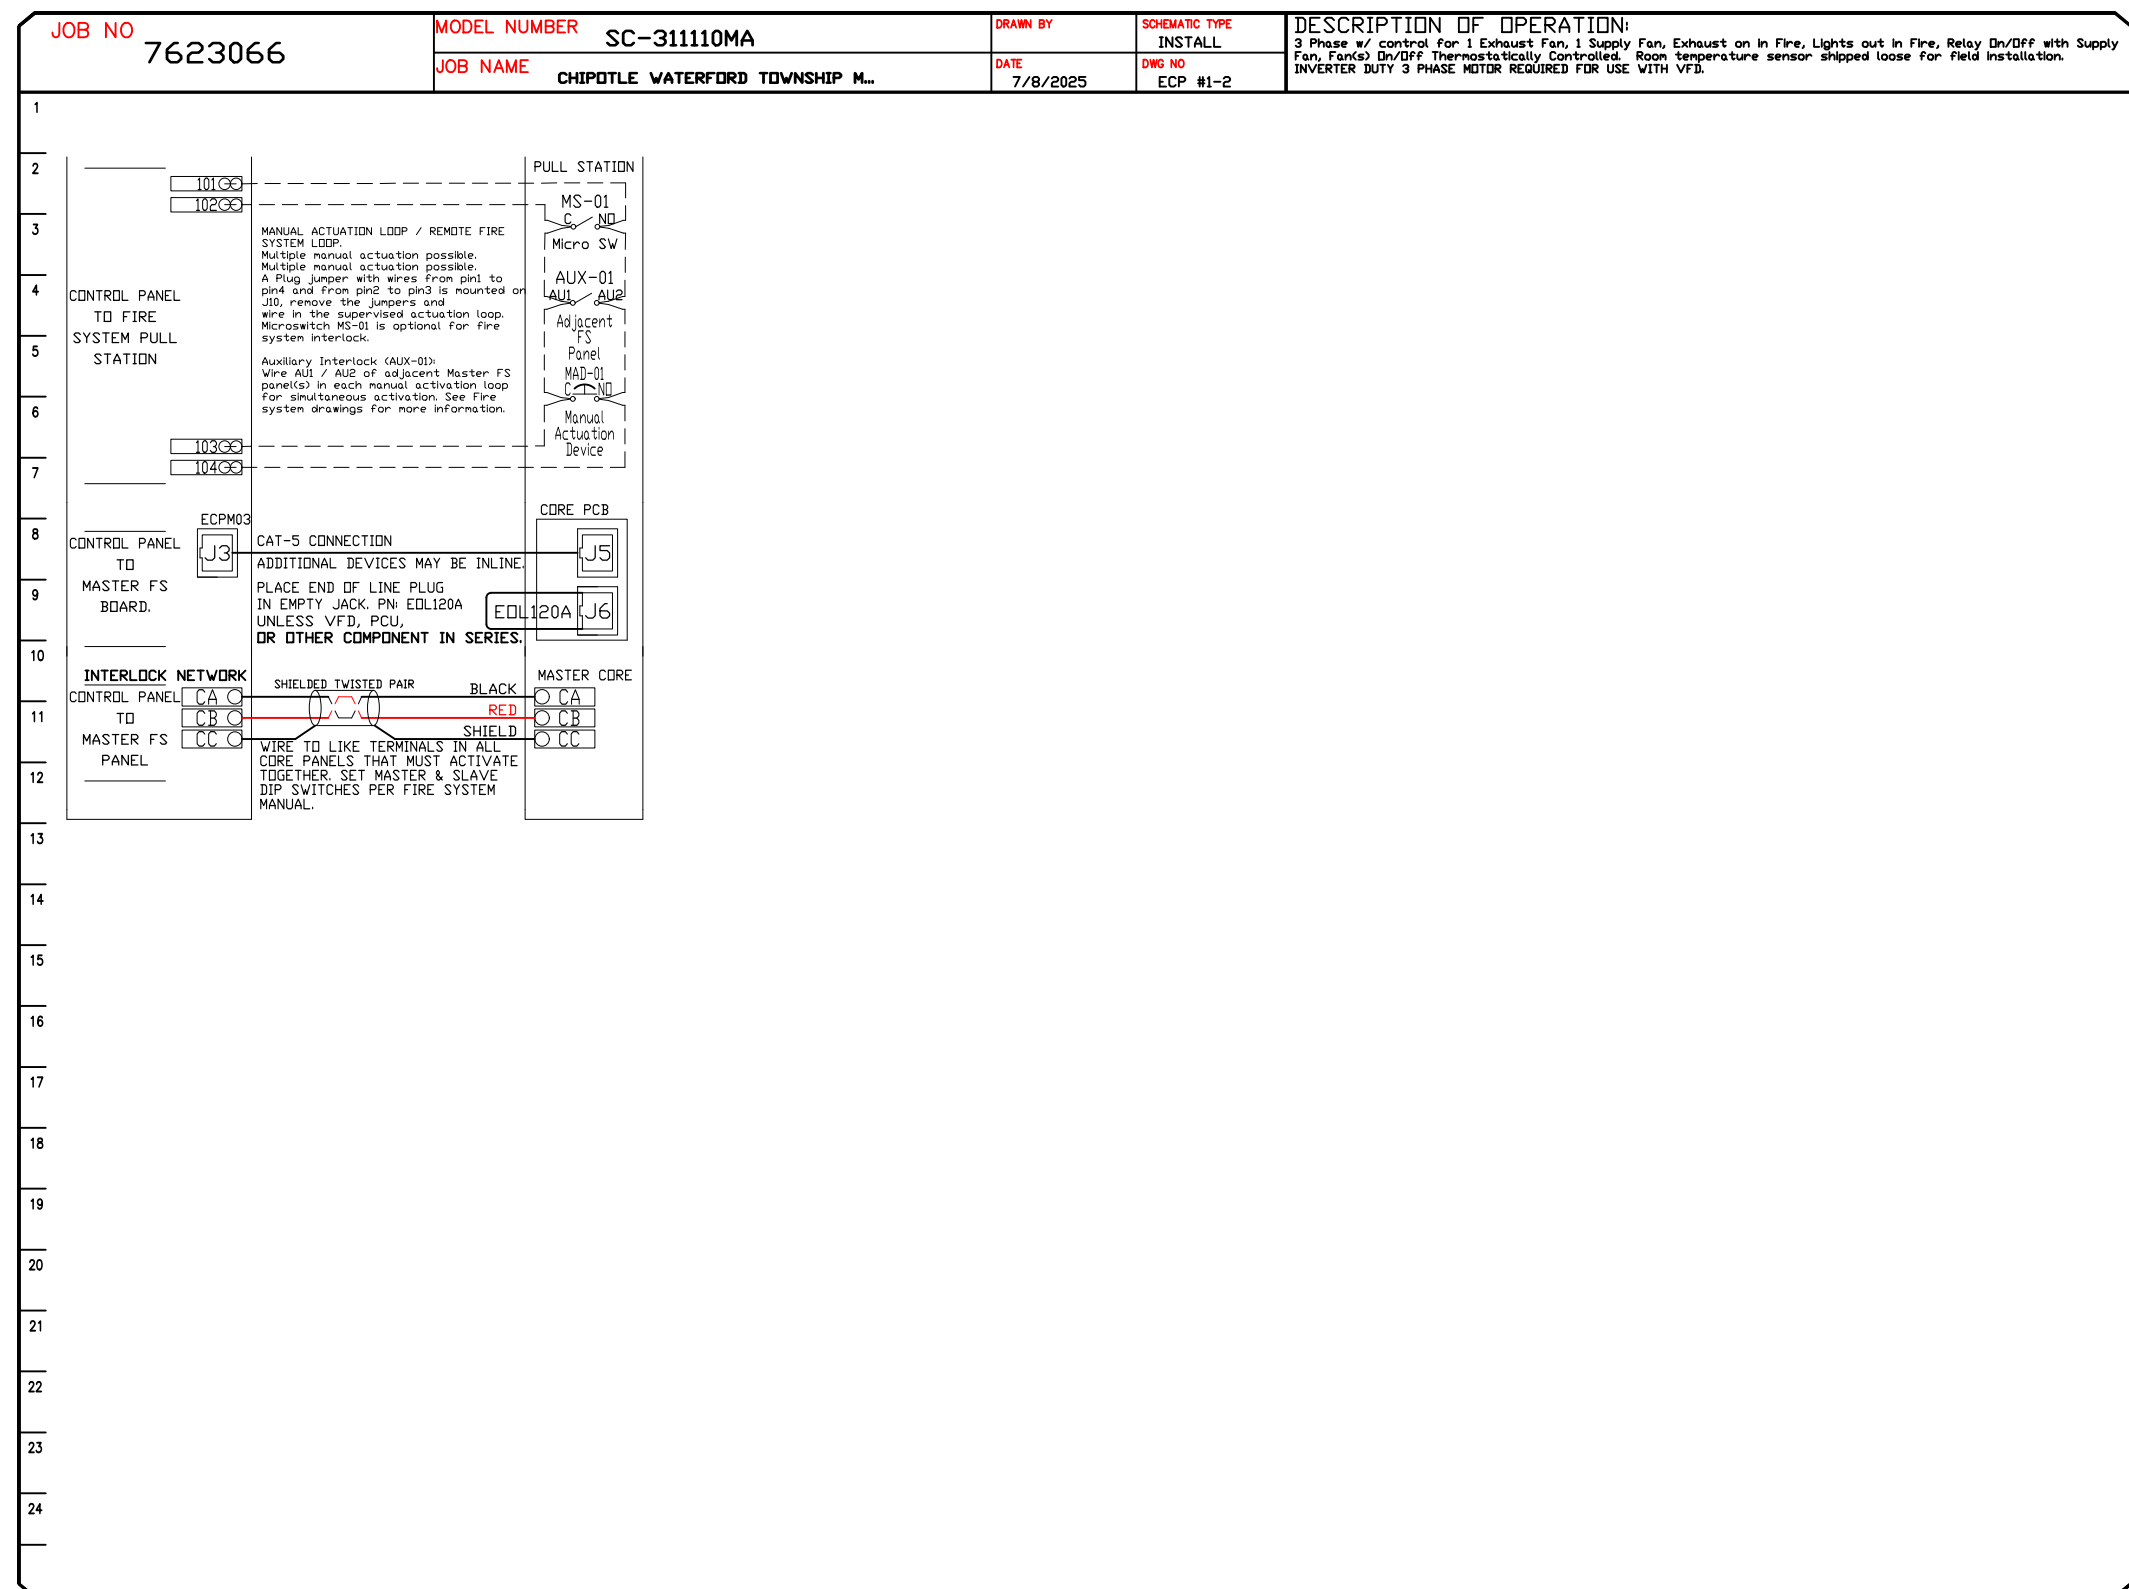 JOB NO
7623066
MODEL NUMBER
SC-311110MA
JOB NAME
CHIPOTLE WATERFORD TOWNSHIP M...
DRAWN BY
DATE
7/8/2025
SCHEMATIC TYPE
INSTALL
DWG NO
ECP #1-2
DESCRIPTION OF OPERATION:
3 Phase w/ control for 1 Exhaust Fan, 1 Supply Fan, Exhaust on in Fire, Lights out in Fire, Relay On/Off with Supply
Fan, Fan(s) On/Off Thermostatically Controlled. Room temperature sensor shipped loose for field installation.
INVERTER DUTY 3 PHASE MOTOR REQUIRED FOR USE WITH VFD.
1
2
3
4
5
6
7
8
9
10
11
12
13
14
15
16
17
18
19
20
21
22
23
24
CONTROL PANEL
TO FIRE
SYSTEM PULL
STATION
101
102
103
104
MANUAL ACTUATION LOOP / REMOTE FIRE
SYSTEM LOOP.
Multiple manual actuation possible.
Multiple manual actuation possible.
A Plug jumper with wires from pin1 to
pin4 and from pin2 to pin3 is mounted on
J10, remove the jumpers and
wire in the supervised actuation loop.
Microswitch MS-01 is optional for fire
system interlock.
Auxiliary Interlock (AUX-01):
Wire AU1 / AU2 of adjacent Master FS
panel(s) in each manual activation loop
for simultaneous activation. See Fire
system drawings for more information.
PULL STATION
MS-01
C NO
Micro SW
AUX-01
AU1 AU2
Adjacent
FS
Panel
MAD-01
C NO
Manual
Actuation
Device
CONTROL PANEL
TO
MASTER FS
BOARD.
ECPM03
J3
CAT-5 CONNECTION
ADDITIONAL DEVICES MAY BE INLINE.
PLACE END OF LINE PLUG
IN EMPTY JACK. PN: EOL120A
UNLESS VFD, PCU,
OR OTHER COMPONENT IN SERIES.
CORE PCB
J5
EOL120A
J6
INTERLOCK NETWORK
CONTROL PANEL
TO
MASTER FS
PANEL
CA
CB
CC
SHIELDED TWISTED PAIR
BLACK
RED
SHIELD
WIRE TO LIKE TERMINALS IN ALL
CORE PANELS THAT MUST ACTIVATE
TOGETHER. SET MASTER & SLAVE
DIP SWITCHES PER FIRE SYSTEM
MANUAL.
MASTER CORE
CA
CB
CC